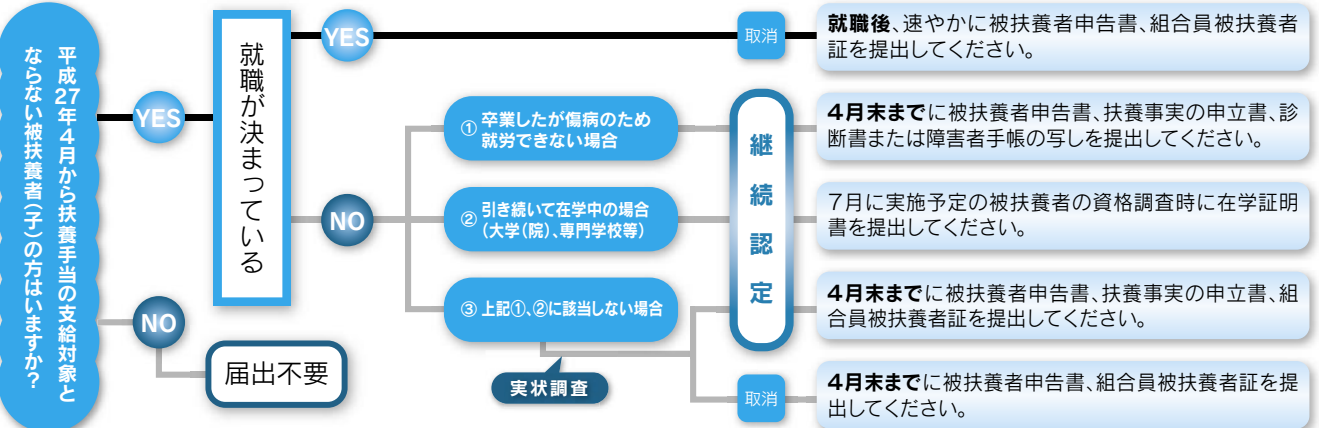 平成27年４月から扶養手当の支給対象と
ならない被扶養者(子)の方はいますか？
YES
NO
届出不要
就職が決まっている
YES
取消
就職後、速やかに被扶養者申告書、組合員被扶養者
証を提出してください。
NO
① 卒業したが傷病のため
就労できない場合
② 引き続いて在学中の場合
（大学(院)、専門学校等）
③ 上記①、②に該当しない場合
実状調査
継続認定
４月末までに被扶養者申告書、扶養事実の申立書、診
断書または障害者手帳の写しを提出してください。
７月に実施予定の被扶養者の資格調査時に在学証明
書を提出してください。
４月末までに被扶養者申告書、扶養事実の申立書、組
合員被扶養者証を提出してください。
取消
４月末までに被扶養者申告書、組合員被扶養者証を提
出してください。